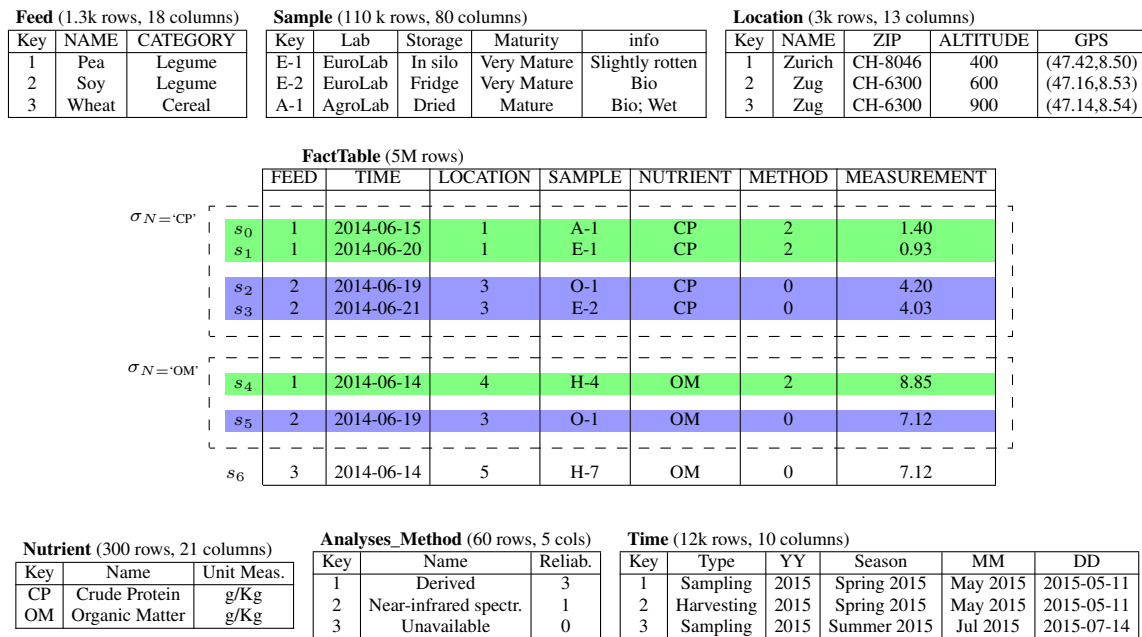 Feed (1.3k rows, 18 columns)
Key NAME CATEGORY
1 Pea Legume
2 Soy Legume
3 Wheat Cereal
Sample (110 k rows, 80 columns)
Key Lab Storage Maturity info
E-1 EuroLab In silo Very Mature Slightly rotten
E-2 EuroLab Fridge Very Mature Bio
A-1 AgroLab Dried Mature Bio; Wet
Location (3k rows, 13 columns)
Key NAME ZIP ALTITUDE GPS
1 Zurich CH-8046 400 (47.42,8.50)
2 Zug CH-6300 600 (47.16,8.53)
3 Zug CH-6300 900 (47.14,8.54)
FactTable (5M rows)
FEED TIME LOCATION SAMPLE NUTRIENT METHOD MEASUREMENT
σN=‘CP’
s0 1 2014-06-15 1 A-1 CP 2 1.40
s1 1 2014-06-20 1 E-1 CP 2 0.93
s2 2 2014-06-19 3 O-1 CP 0 4.20
s3 2 2014-06-21 3 E-2 CP 0 4.03
σN=‘OM’
s4 1 2014-06-14 4 H-4 OM 2 8.85
s5 2 2014-06-19 3 O-1 OM 0 7.12
s6 3 2014-06-14 5 H-7 OM 0 7.12
Nutrient (300 rows, 21 columns)
Key Name Unit Meas.
CP Crude Protein g/Kg
OM Organic Matter g/Kg
Analyses_Method (60 rows, 5 cols)
Key Name Reliab.
1 Derived 3
2 Near-infrared spectr. 1
3 Unavailable 0
Time (12k rows, 10 columns)
Key Type YY Season MM DD
1 Sampling 2015 Spring 2015 May 2015 2015-05-11
2 Harvesting 2015 Spring 2015 May 2015 2015-05-11
3 Sampling 2015 Summer 2015 Jul 2015 2015-07-14